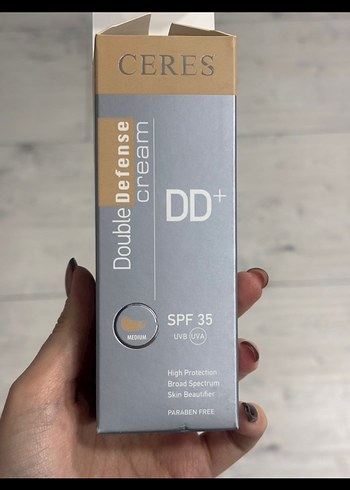 CERES
Double Defense
cream
DD+
MEDIUM
SPF 35
UVB UVA
High Protection
Broad Spectrum
Skin Beautifier
PARABEN FREE